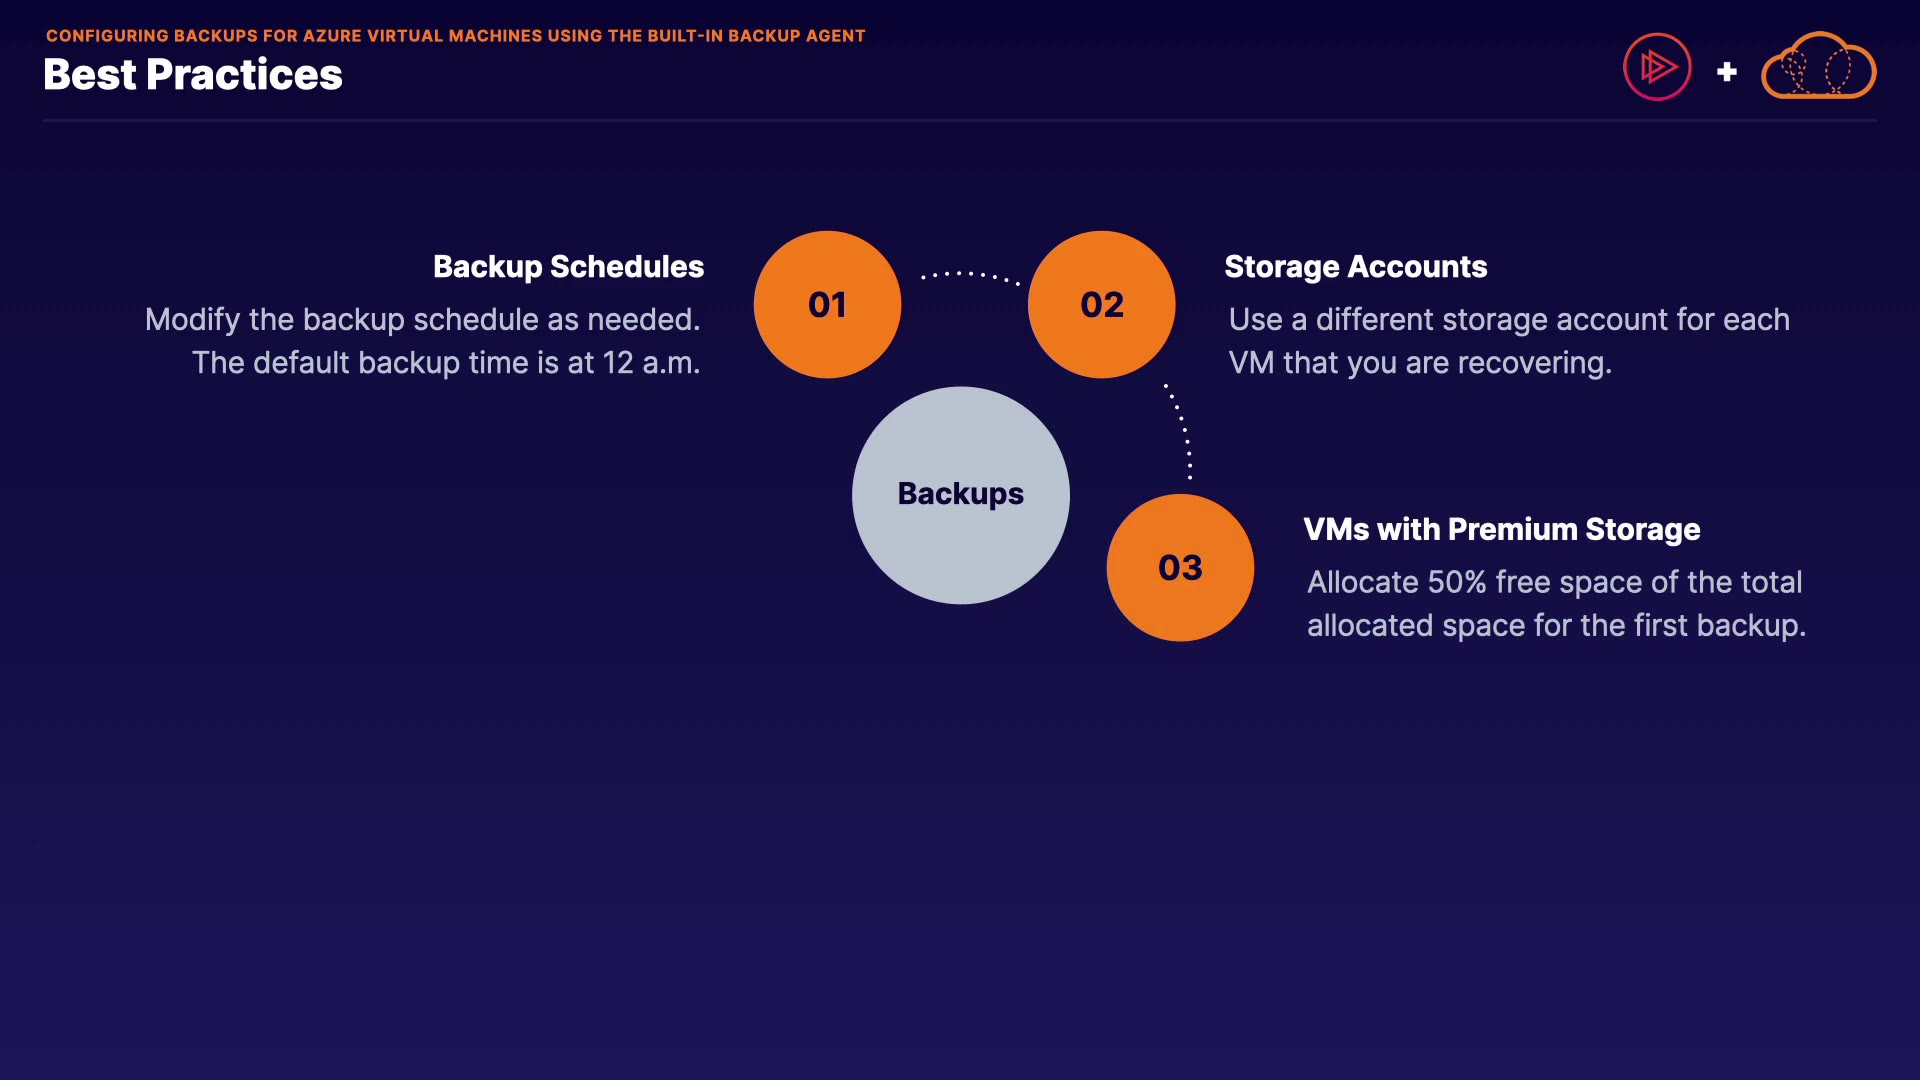 CONFIGURING BACKUPS FOR AZURE VIRTUAL MACHINES USING THE BUILT-IN BACKUP AGENT
Best Practices
+
Backup Schedules
Modify the backup schedule as needed.
The default backup time is at 12 a.m.
01
02
Storage Accounts
Use a different storage account for each
VM that you are recovering.
Backups
03
VMs with Premium Storage
Allocate 50% free space of the total
allocated space for the first backup.